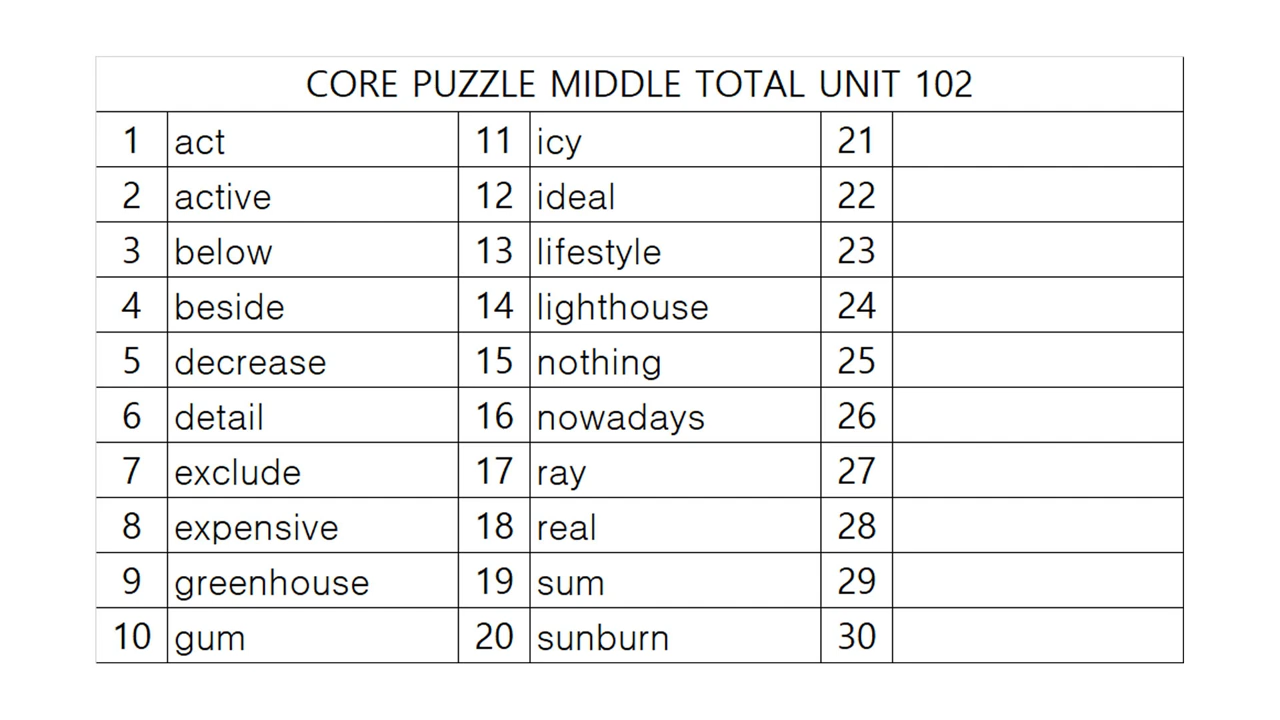 CORE PUZZLE MIDDLE TOTAL UNIT 102
1 act 11 icy 21
2 active 12 ideal 22
3 below 13 lifestyle 23
4 beside 14 lighthouse 24
5 decrease 15 nothing 25
6 detail 16 nowadays 26
7 exclude 17 ray 27
8 expensive 18 real 28
9 greenhouse 19 sum 29
10 gum 20 sunburn 30